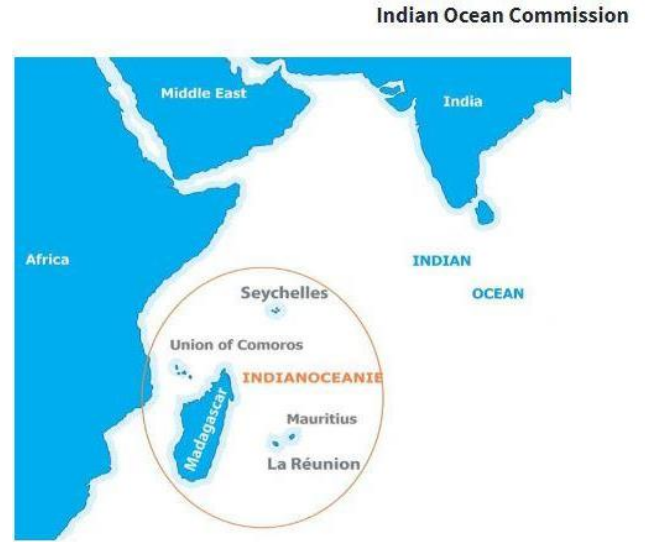 Indian Ocean Commission
Middle East
India
Africa
INDIAN
OCEAN
Seychelles
Union of Comoros
INDIANOCEANIE
Madagascar
Mauritius
La Réunion